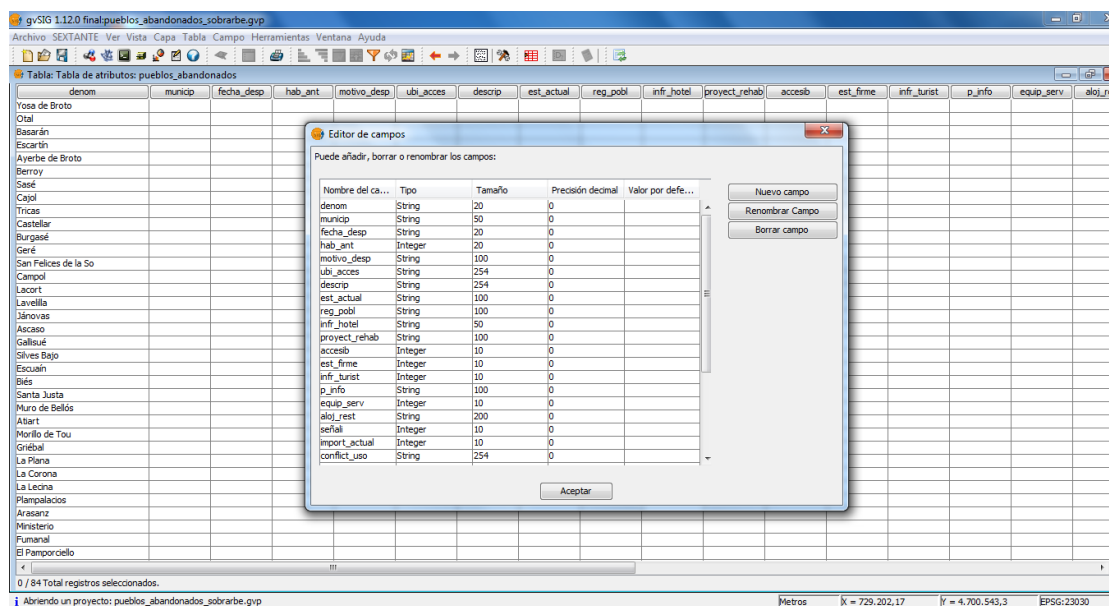 gvSIG 1.12.0 final:pueblos_abandonados_sobrarbe.gvp
Archivo SEXTANTE Ver Vista Capa Tabla Campo Herramientas Ventana Ayuda
Tabla: Tabla de atributos: pueblos_abandonados
denom municip fecha_desp hab_ant motivo_desp ubi_acces descrip est_actual reg_pobl infr_hotel proyect_rehab accesib est_firme infr_turist p_info equip_serv
Yosa de Broto
Otal
Basarán
Escartín
Ayerbe de Broto
Berroy
Sasé
Cajol
Tricas
Castellar
Burgasé
Geré
San Felices de la So
Campol
Lacort
Lavelilla
Jánovas
Ascaso
Gallisué
Silves Bajo
Escuaín
Biés
Santa Justa
Muro de Bellós
Atiart
Morillo de Tou
Griébal
La Plana
La Corona
La Lecina
Plampalacios
Arasanz
Ministerio
Fumanal
El Pamporciello
Editor de campos
Puede añadir, borrar o renombrar los campos:
Nombre del ca... Tipo Tamaño Precisión decimal Valor por defe...
denom String 20 0
municip String 50 0
fecha_desp String 20 0
hab_ant Integer 20 0
motivo_desp String 100 0
ubi_acces String 254 0
descrip String 254 0
est_actual String 100 0
reg_pobl String 100 0
infr_hotel String 50 0
proyect_rehab String 100 0
accesib Integer 10 0
est_firme Integer 10 0
infr_turist Integer 10 0
p_info String 100 0
equip_serv Integer 10 0
aloj_rest String 200 0
señali Integer 10 0
import_actual Integer 10 0
conflict_uso String 254 0
Nuevo campo
Renombrar Campo
Borrar campo
Aceptar
0 / 84 Total registros seleccionados.
Abriendo un proyecto: pueblos_abandonados_sobrarbe.gvp Metros X = 729.202,17 Y = 4.700.543,3 EPSG:23030